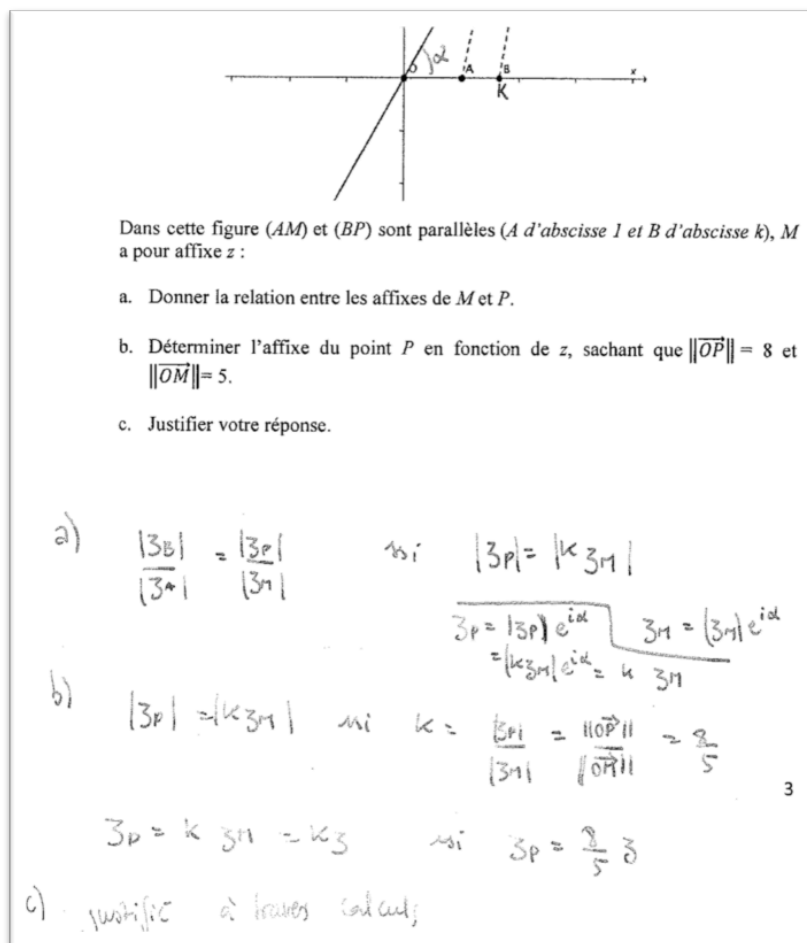 α
A B x
K
Dans cette figure (AM) et (BP) sont parallèles (A d'abscisse 1 et B d'abscisse k), M
a pour affixe z :
a. Donner la relation entre les affixes de M et P.
b. Déterminer l'affixe du point P en fonction de z, sachant que ||OP→|| = 8 et
||OM→||= 5.
c. Justifier votre réponse.
a) |zB| / |zA| = |zP| / |zM| ssi |zP| = |k zM|
zP = |zP| e^iα zM = |zM| e^iα
= |k zM| e^iα = k zM
b) |zP| = |k zM| ssi k = |zP| / |zM| = ||OP→|| / ||OM→|| = 8/5
3
zP = k zM = kz ssi zP = 8/5 z
c) justifié à travers calculs